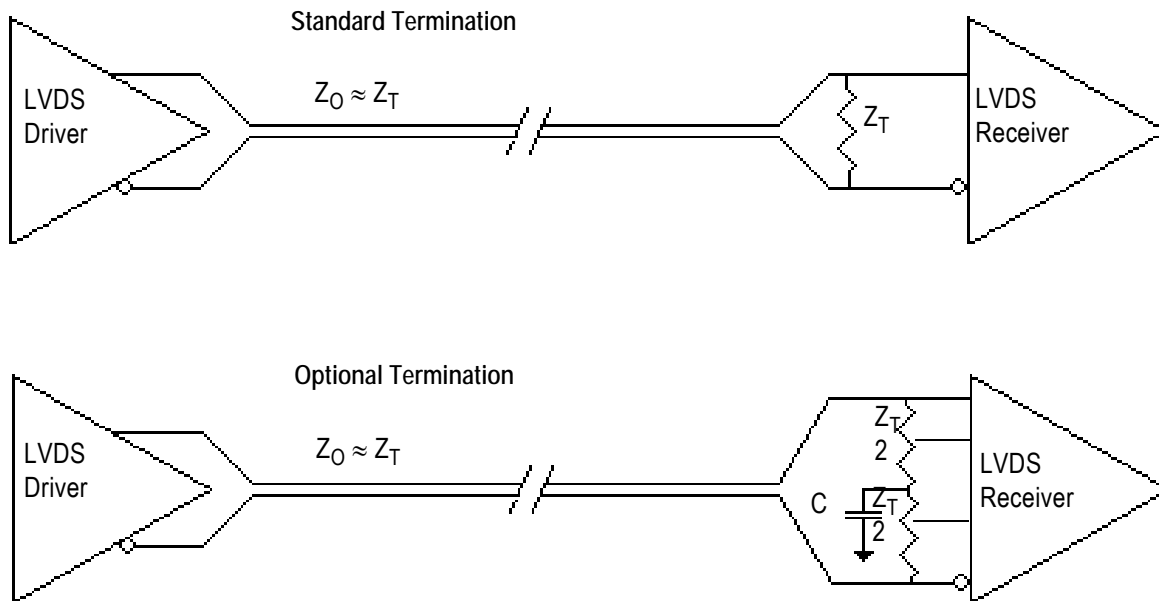 Standard Termination
LVDS
Driver
Z_O ≈ Z_T
Z_T
LVDS
Receiver
Optional Termination
LVDS
Driver
Z_O ≈ Z_T
Z_T
2
C
Z_T
2
LVDS
Receiver